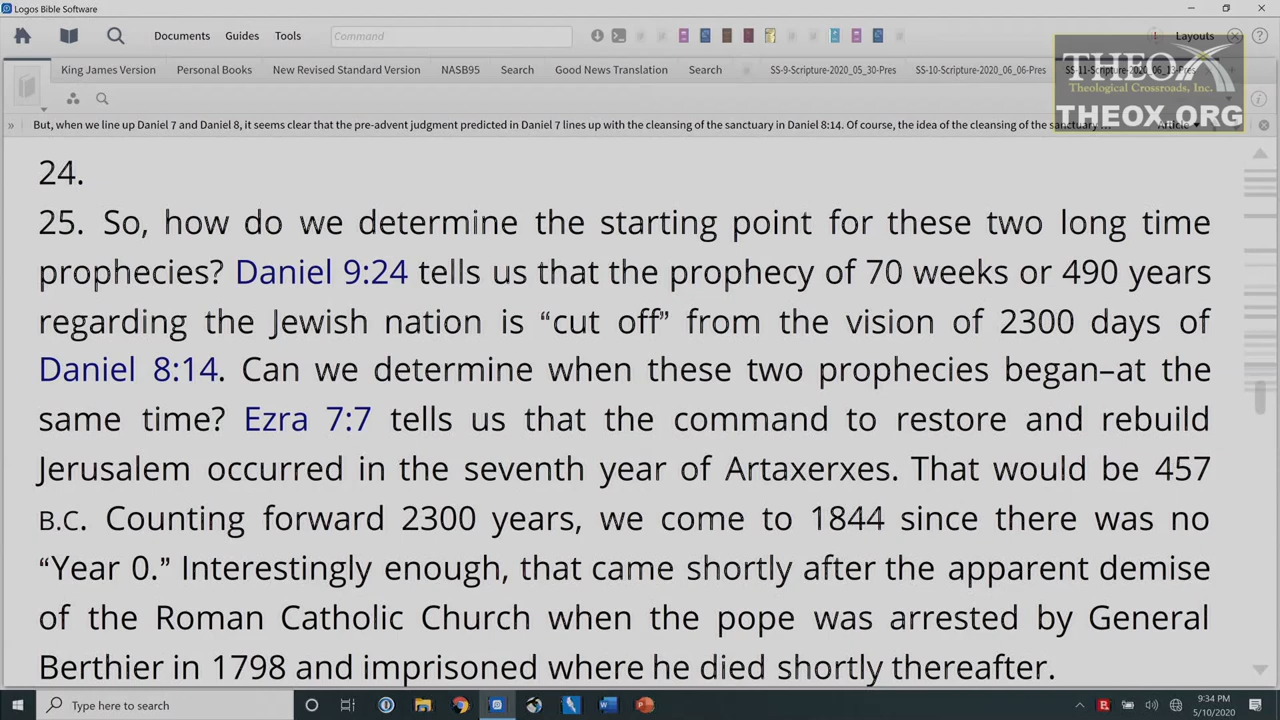 Logos Bible Software
Documents Guides Tools Command Layouts
King James Version Personal Books New Revised Standard NASB95 Search Good News Translation Search SS-9-Scripture-2020_05_30-Pres SS-10-Scripture-2020_06_06-Pres SS-11-Scripture-2020_06_13-Pres
THEOX
Theological Crossroads, Inc.
THEOX.ORG
» But, when we line up Daniel 7 and Daniel 8, it seems clear that the pre-advent judgment predicted in Daniel 7 lines up with the cleansing of the sanctuary in Daniel 8:14. Of course, the idea of the cleansing of the sanctuary ... Article
24.
25. So, how do we determine the starting point for these two long time
prophecies? Daniel 9:24 tells us that the prophecy of 70 weeks or 490 years
regarding the Jewish nation is “cut off” from the vision of 2300 days of
Daniel 8:14. Can we determine when these two prophecies began–at the
same time? Ezra 7:7 tells us that the command to restore and rebuild
Jerusalem occurred in the seventh year of Artaxerxes. That would be 457
B.C. Counting forward 2300 years, we come to 1844 since there was no
“Year 0.” Interestingly enough, that came shortly after the apparent demise
of the Roman Catholic Church when the pope was arrested by General
Berthier in 1798 and imprisoned where he died shortly thereafter.
Type here to search
9:34 PM
5/10/2020